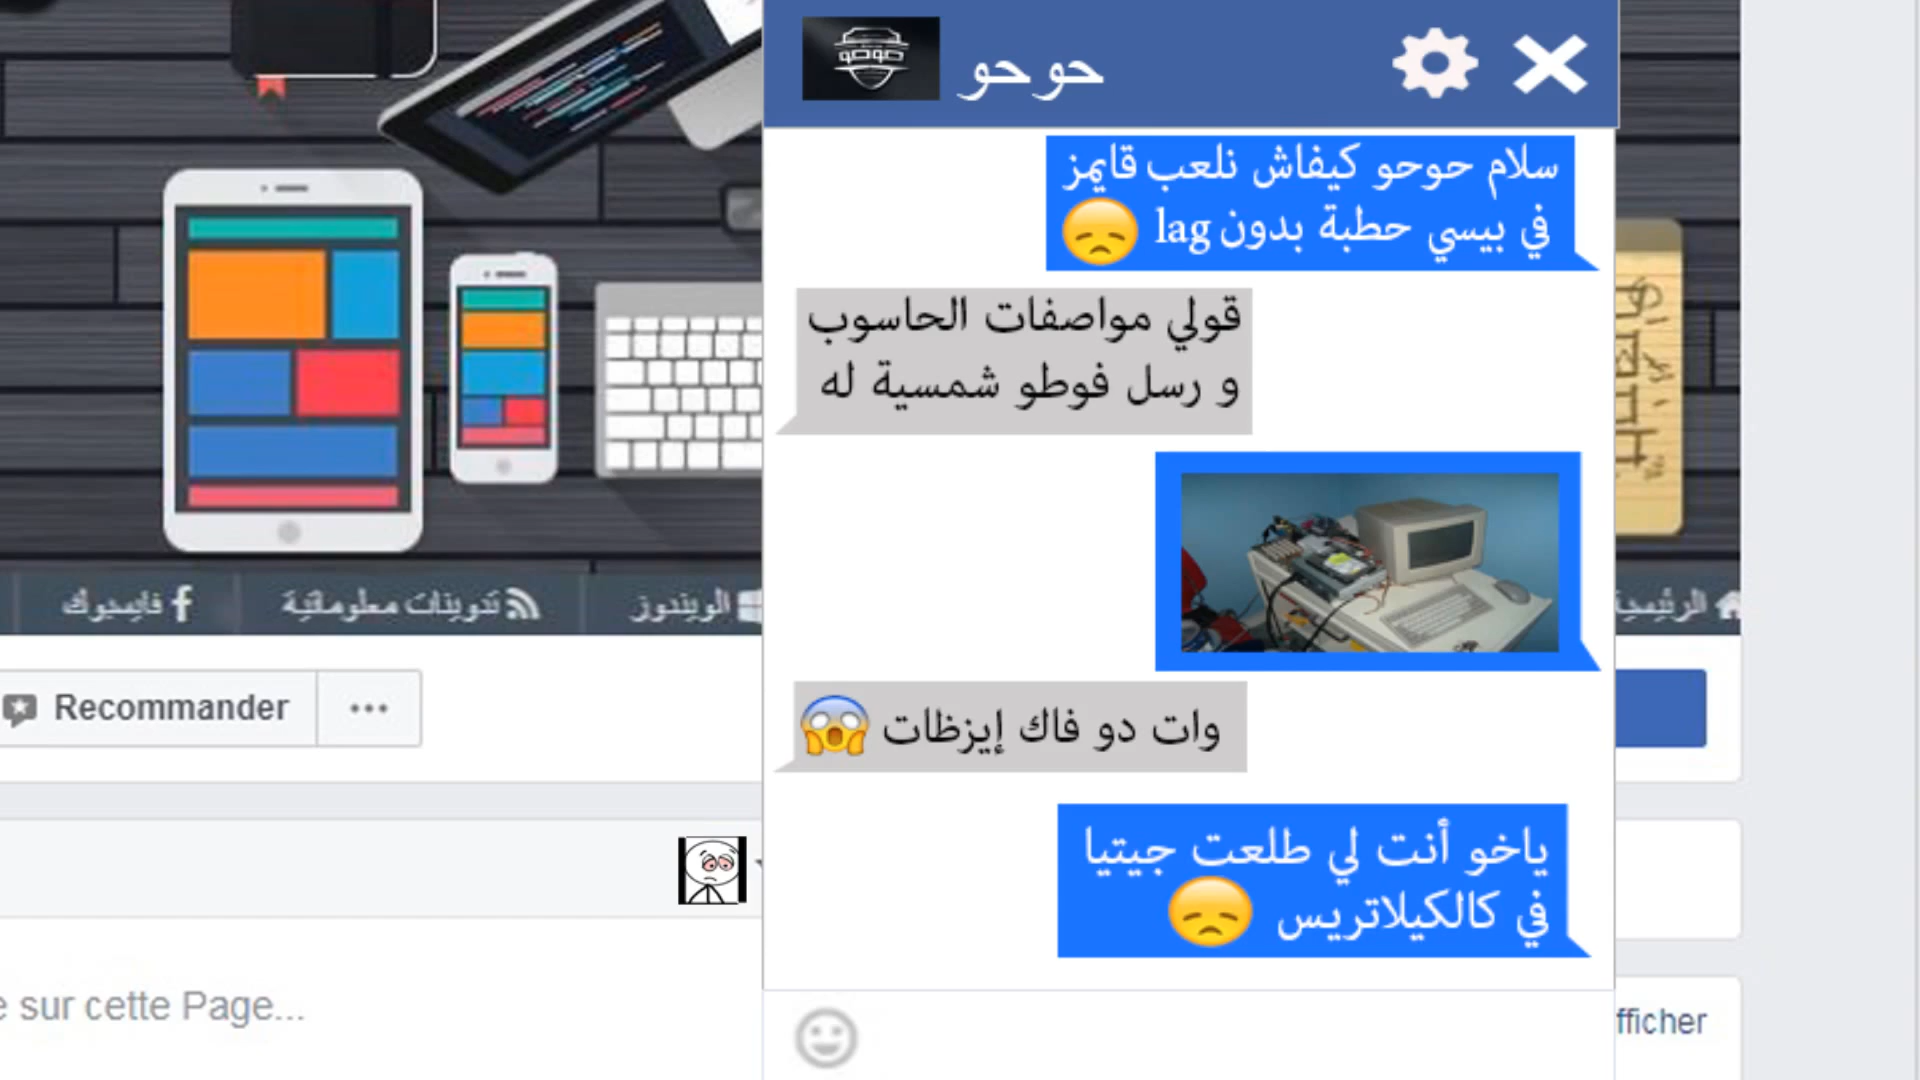 حوحو
حوحو
سلام حوحو كيفاش نلعب قايمز
في بيسي حطبة بدون lag
قولي مواصفات الحاسوب
و رسل فوطو شمسية له
وات دو فاك إيزظات
ياخو أنت لي طلعت جيتيا
في كالكيلاتريس
الرئيسية
الويندوز
تدوينات معلوماتية
فايسبوك
Recommander
...
e sur cette Page...
fficher